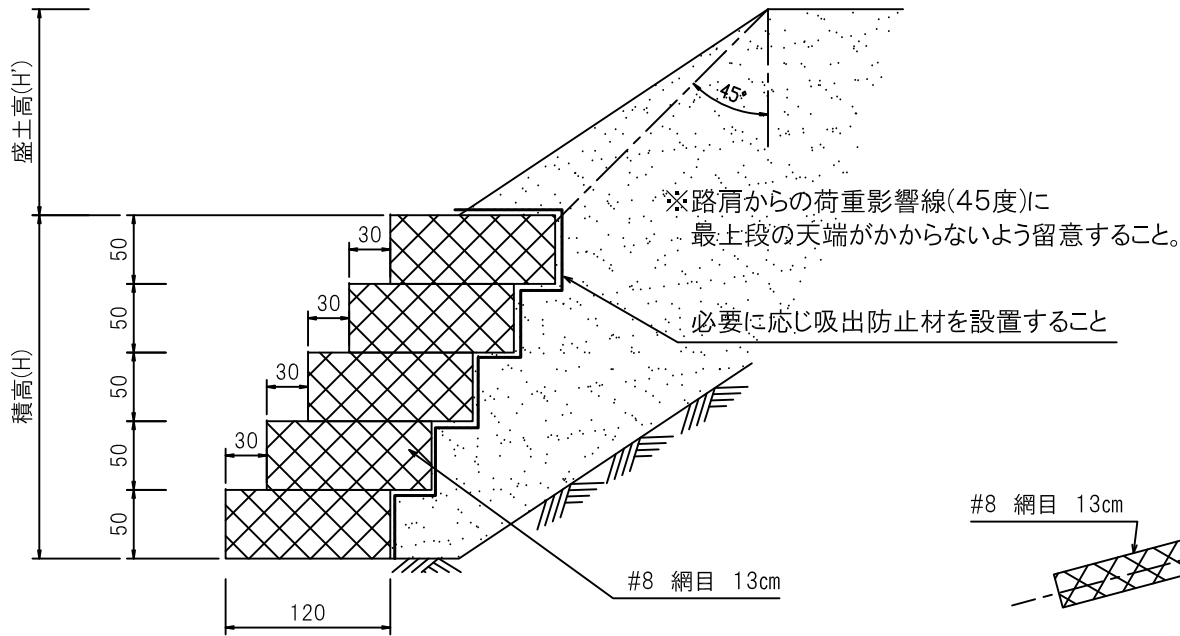 盛土高(H')
45°
※路肩からの荷重影響線(45度)に
最上段の天端がかからないよう留意すること。
必要に応じ吸出防止材を設置すること
積高(H)
50
50
50
50
50
30
30
30
30
120
#8 網目 13cm
#8 網目 13cm